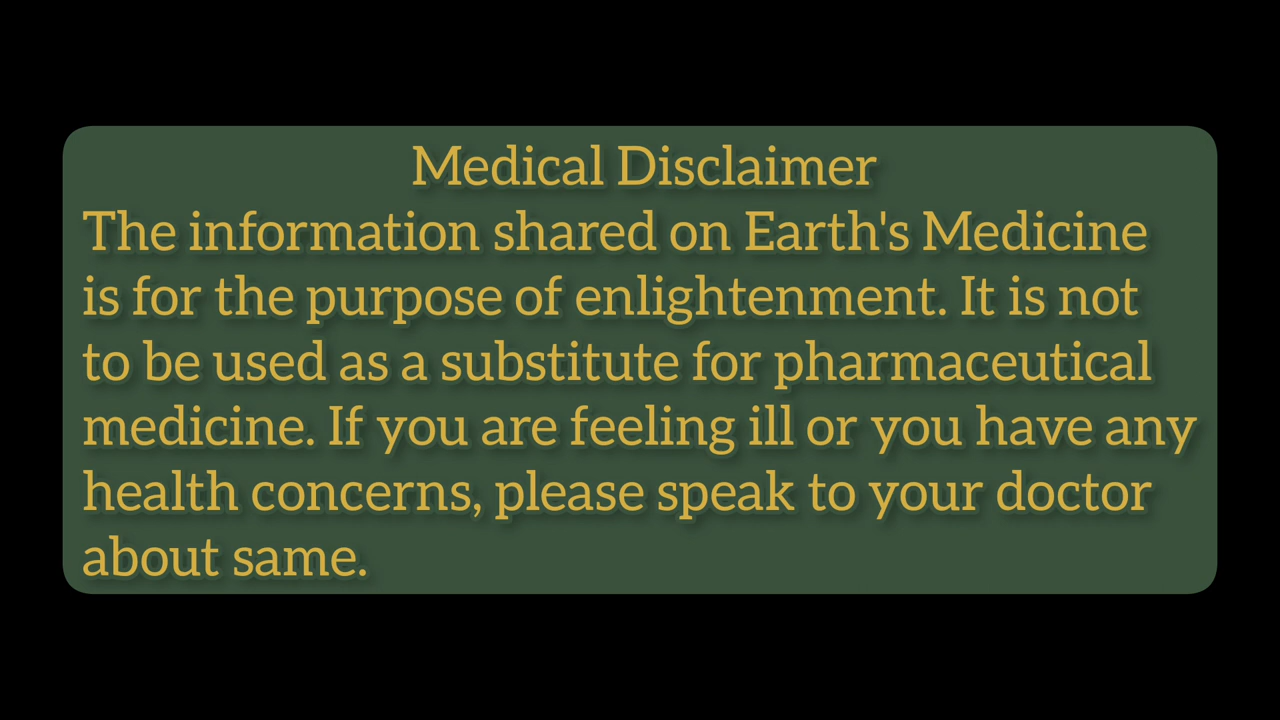 Medical Disclaimer
The information shared on Earth's Medicine
is for the purpose of enlightenment. It is not
to be used as a substitute for pharmaceutical
medicine. If you are feeling ill or you have any
health concerns, please speak to your doctor
about same.